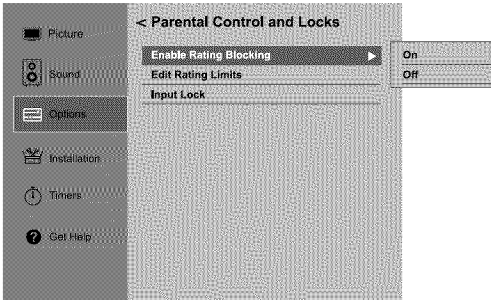 Picture
Sound
Options
Installation
Timers
Get Help
< Parental Control and Locks
Enable Rating Blocking
Edit Rating Limits
Input Lock
On
Off